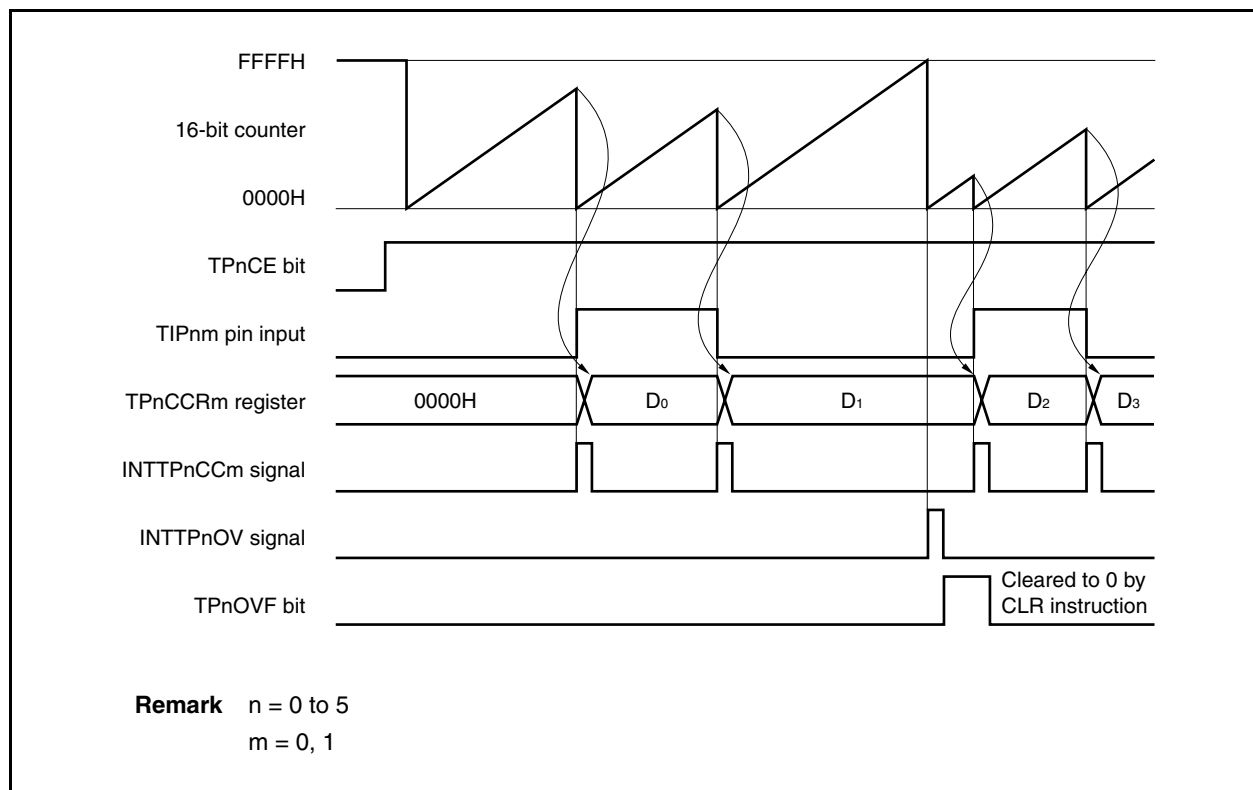 FFFFH
16-bit counter
0000H
TPnCE bit
TIPnm pin input
TPnCCRm register
0000H
D0
D1
D2
D3
INTTPnCCm signal
INTTPnOV signal
TPnOVF bit
Cleared to 0 by
CLR instruction
Remark n = 0 to 5
m = 0, 1